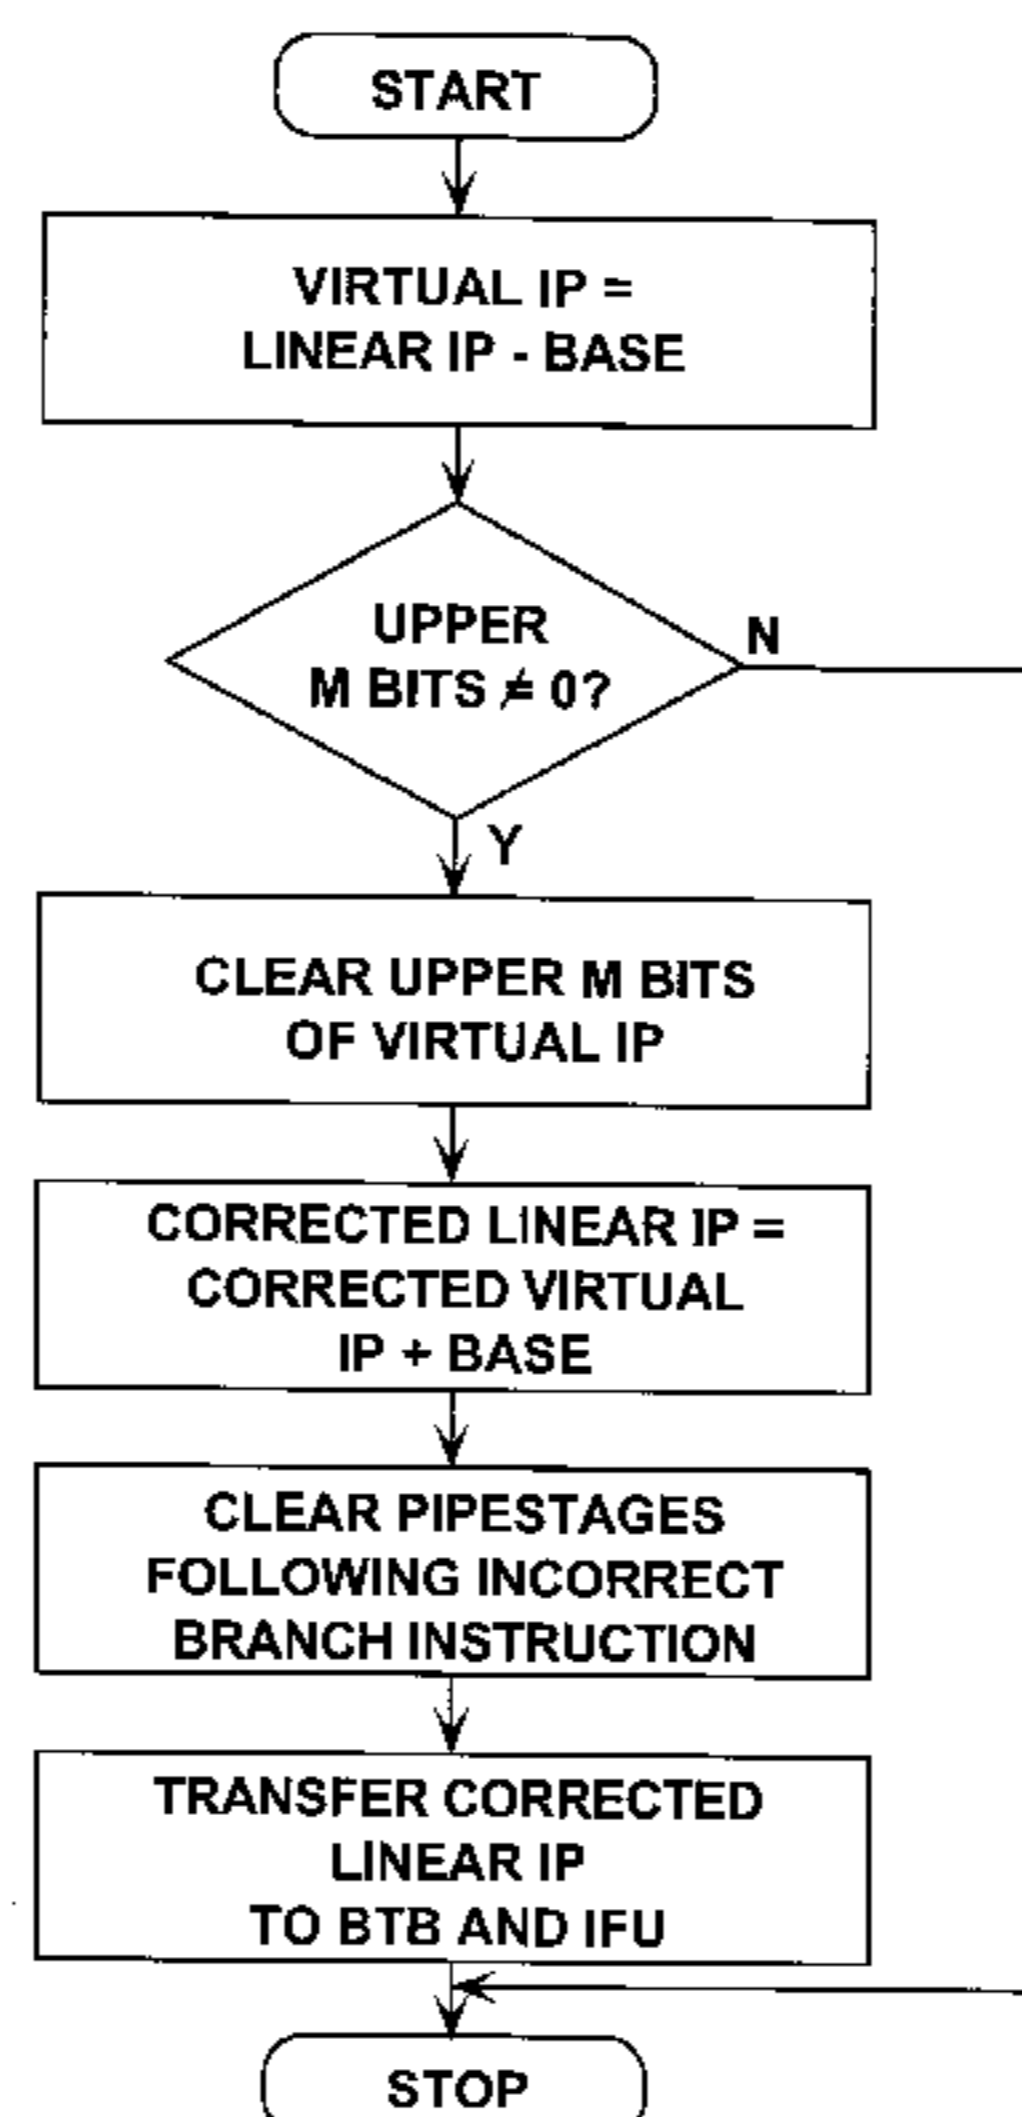 START
VIRTUAL IP =
LINEAR IP - BASE
UPPER
M BITS ≠ 0?
N
Y
CLEAR UPPER M BITS
OF VIRTUAL IP
CORRECTED LINEAR IP =
CORRECTED VIRTUAL
IP + BASE
CLEAR PIPESTAGES
FOLLOWING INCORRECT
BRANCH INSTRUCTION
TRANSFER CORRECTED
LINEAR IP
TO BTB AND IFU
STOP